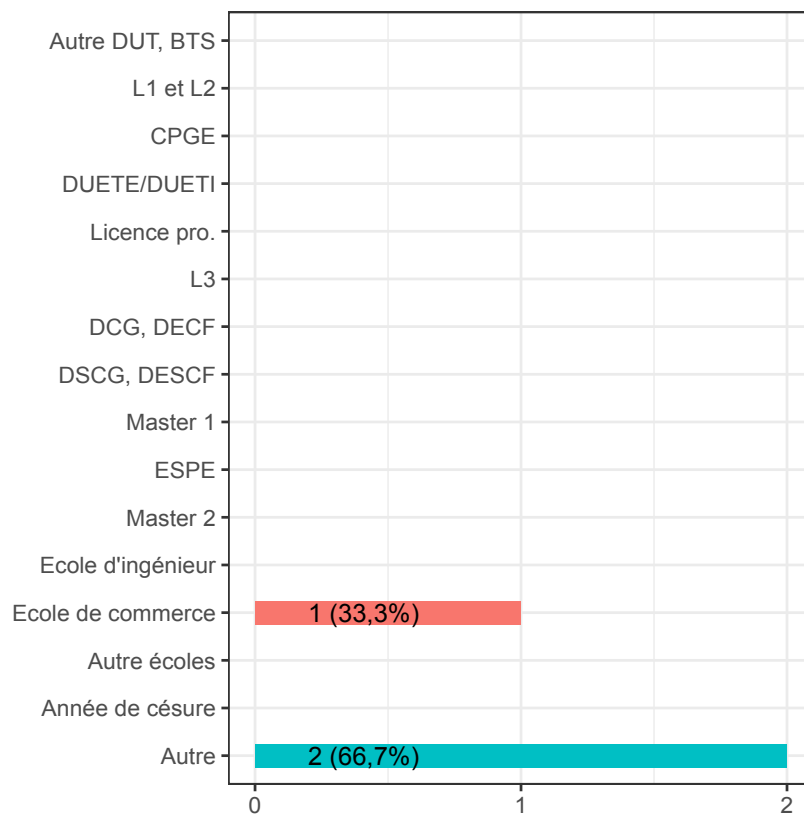 Autre DUT, BTS
L1 et L2
CPGE
DUETE/DUETI
Licence pro.
L3
DCG, DECF
DSCG, DESCF
Master 1
ESPE
Master 2
Ecole d'ingénieur
Ecole de commerce
1 (33,3%)
Autre écoles
Année de césure
Autre
2 (66,7%)
0
1
2